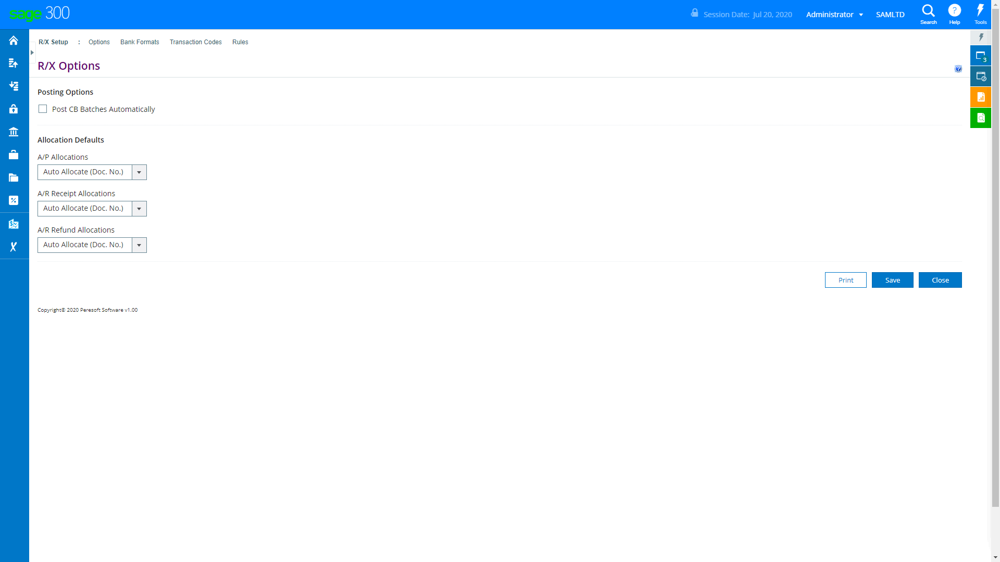 sage 300
Session Date: Jul 20, 2020
Administrator
SAMLTD
Search
Help
Tools
R/X Setup : Options Bank Formats Transaction Codes Rules
3
R/X Options
Posting Options
Post CB Batches Automatically
Allocation Defaults
A/P Allocations
Auto Allocate (Doc. No.)
A/R Receipt Allocations
Auto Allocate (Doc. No.)
A/R Refund Allocations
Auto Allocate (Doc. No.)
Print Save Close
Copyright© 2020 Peresoft Software v1.00